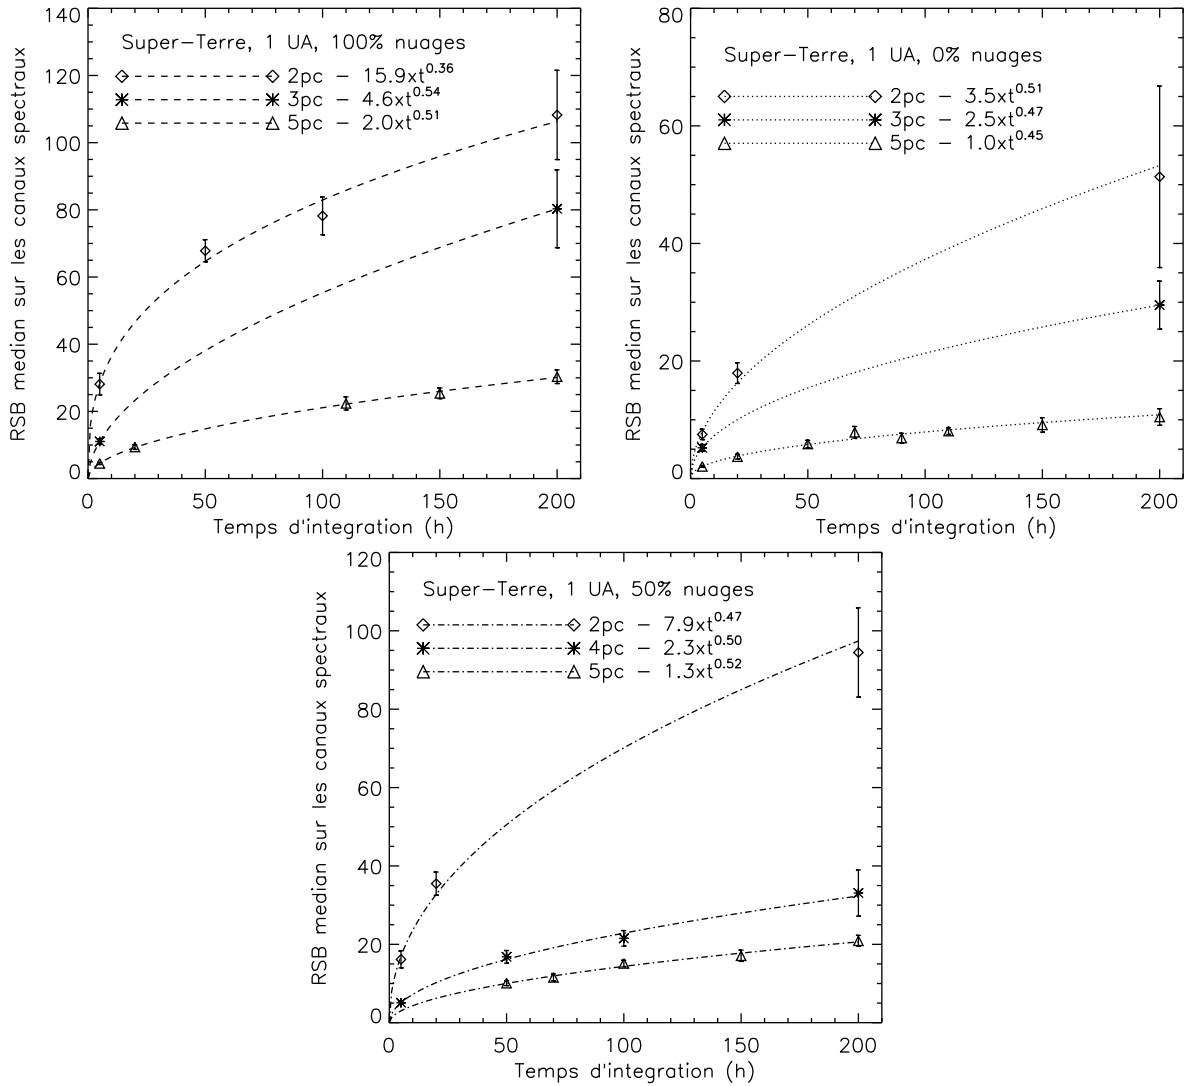 RSB median sur les canaux spectraux
140
120
100
80
60
40
20
0
Super-Terre, 1 UA, 100% nuages
2pc - 15.9xt^0.36
3pc - 4.6xt^0.54
5pc - 2.0xt^0.51
0 50 100 150 200
Temps d'integration (h)
RSB median sur les canaux spectraux
80
60
40
20
0
Super-Terre, 1 UA, 0% nuages
2pc - 3.5xt^0.51
3pc - 2.5xt^0.47
5pc - 1.0xt^0.45
0 50 100 150 200
Temps d'integration (h)
RSB median sur les canaux spectraux
120
100
80
60
40
20
0
Super-Terre, 1 UA, 50% nuages
2pc - 7.9xt^0.47
4pc - 2.3xt^0.50
5pc - 1.3xt^0.52
0 50 100 150 200
Temps d'integration (h)